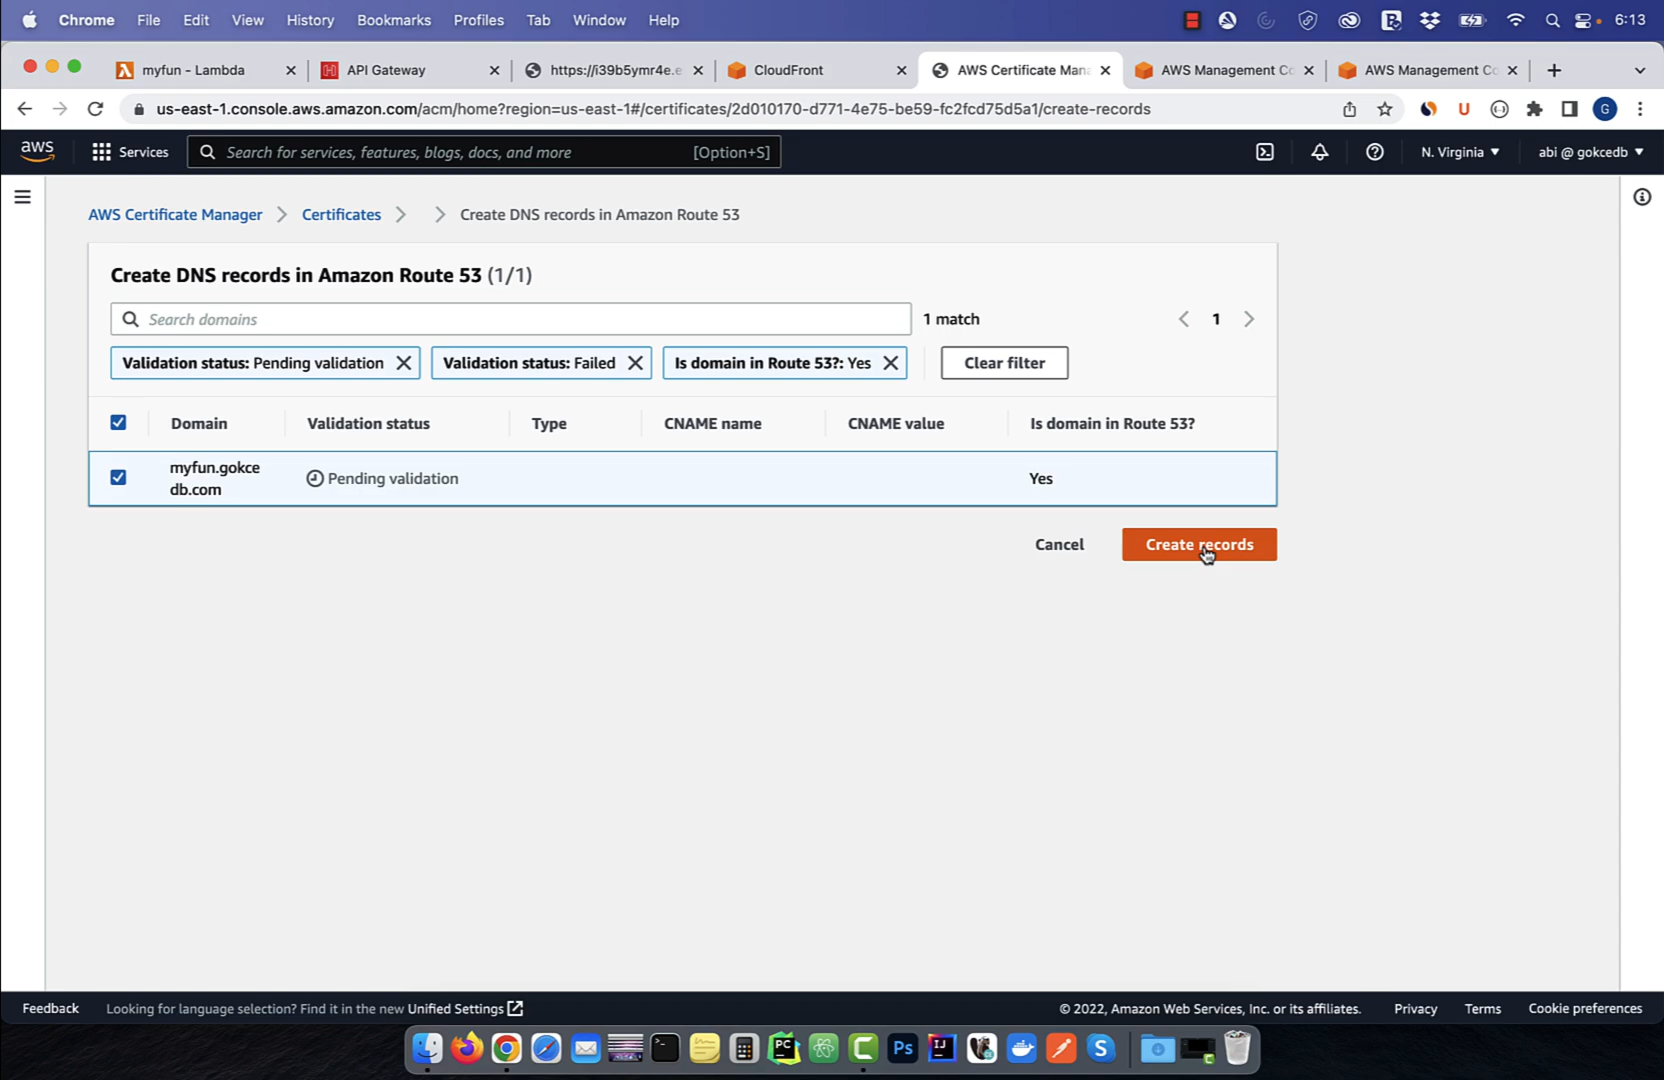 Chrome File Edit View History Bookmarks Profiles Tab Window Help 6:13
myfun - Lambda API Gateway https://i39b5ymr4e.e CloudFront AWS Certificate Man AWS Management Co AWS Management Co
us-east-1.console.aws.amazon.com/acm/home?region=us-east-1#/certificates/2d010170-d771-4e75-be59-fc2fcd75d5a1/create-records U G
aws Services Search for services, features, blogs, docs, and more [Option+S] N. Virginia abi @ gokcedb
AWS Certificate Manager Certificates Create DNS records in Amazon Route 53
Create DNS records in Amazon Route 53 (1/1)
Search domains 1 match 1
Validation status: Pending validation Validation status: Failed Is domain in Route 53?: Yes Clear filter
Domain Validation status Type CNAME name CNAME value Is domain in Route 53?
myfun.gokce
db.com Pending validation Yes
Cancel Create records
Feedback Looking for language selection? Find it in the new Unified Settings © 2022, Amazon Web Services, Inc. or its affiliates. Privacy Terms Cookie preferences
PC Ps IJ S